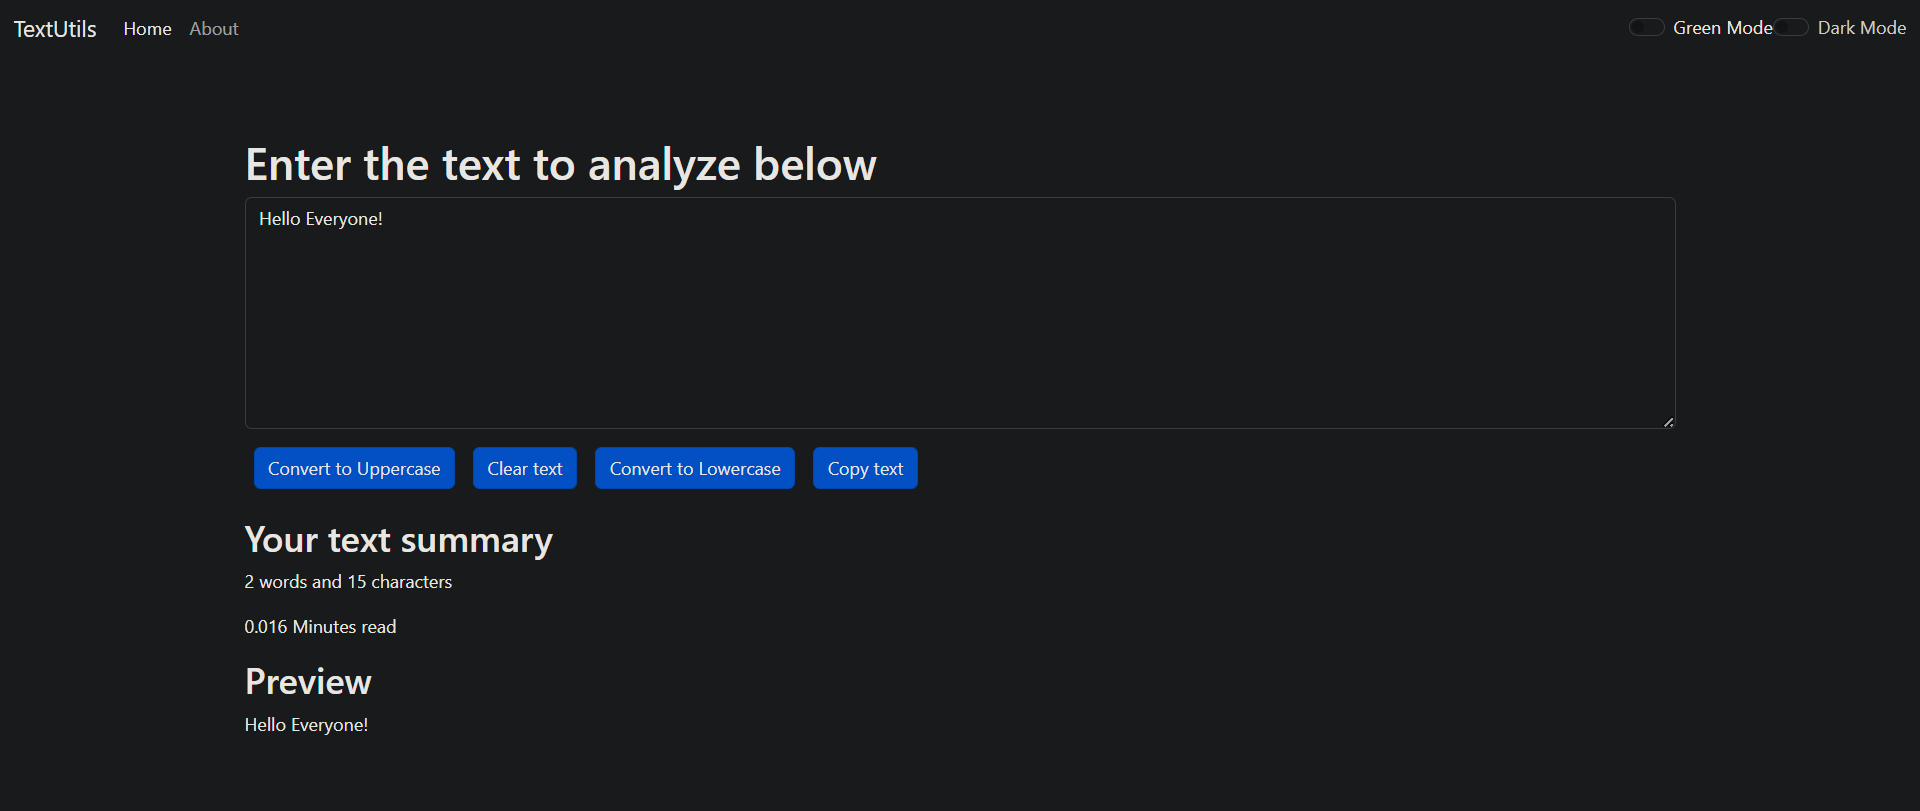 TextUtils Home About Green Mode Dark Mode
Enter the text to analyze below
Hello Everyone!
Convert to Uppercase Clear text Convert to Lowercase Copy text
Your text summary
2 words and 15 characters
0.016 Minutes read
Preview
Hello Everyone!